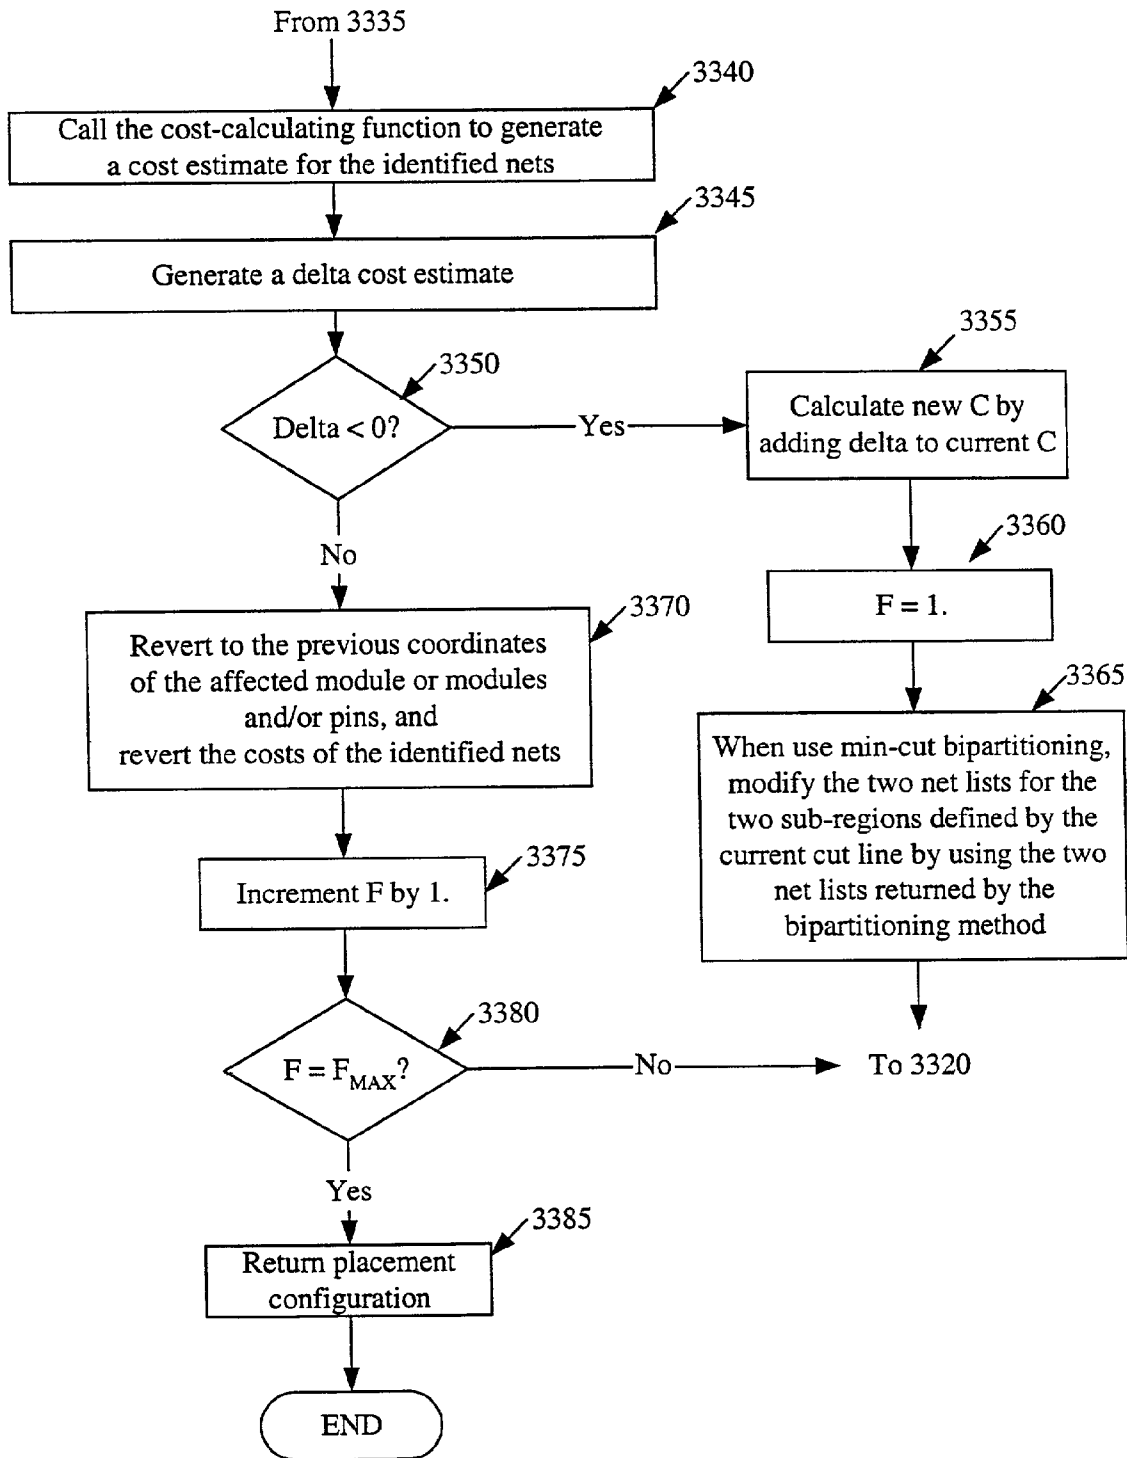 From 3335
3340
Call the cost-calculating function to generate
a cost estimate for the identified nets
3345
Generate a delta cost estimate
3350
Delta < 0?
Yes
3355
Calculate new C by
adding delta to current C
No
3360
F = 1.
3370
Revert to the previous coordinates
of the affected module or modules
and/or pins, and
revert the costs of the identified nets
3365
When use min-cut bipartitioning,
modify the two net lists for the
two sub-regions defined by the
current cut line by using the two
net lists returned by the
bipartitioning method
3375
Increment F by 1.
3380
F = F_MAX?
No
To 3320
Yes
3385
Return placement
configuration
END